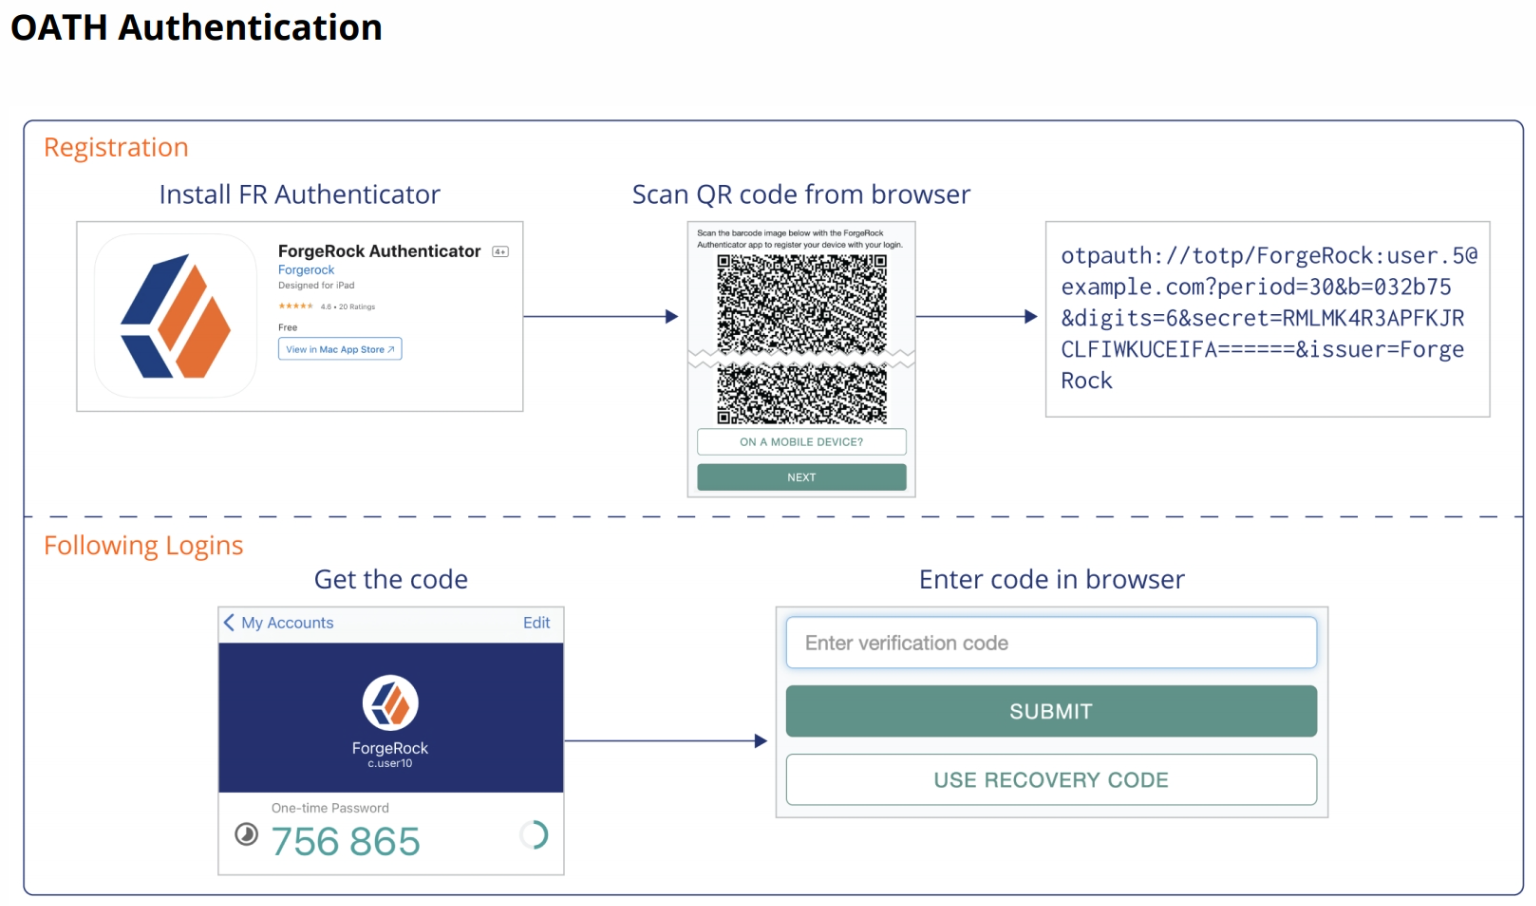 OATH Authentication
Registration
Install FR Authenticator
ForgeRock Authenticator 4+
Forgerock
Designed for iPad
★★★★★ 4.6 • 20 Ratings
Free
View in Mac App Store ↗
Scan QR code from browser
Scan the barcode image below with the ForgeRock
Authenticator app to register your device with your login.
ON A MOBILE DEVICE?
NEXT
otpauth://totp/ForgeRock:user.5@
example.com?period=30&b=032b75
&digits=6&secret=RMLMK4R3APFKJR
CLFIWKUCEIFA======&issuer=Forge
Rock
Following Logins
Get the code
My Accounts Edit
ForgeRock
c.user10
One-time Password
756 865
Enter code in browser
Enter verification code
SUBMIT
USE RECOVERY CODE